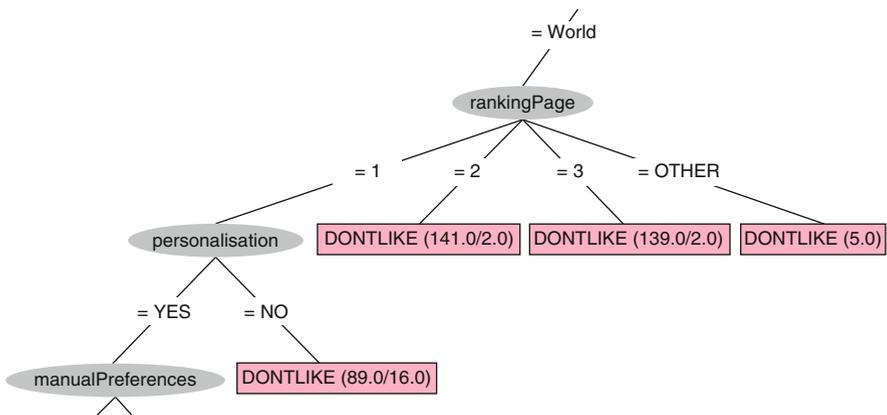 = World
rankingPage
= 1
= 2
= 3
= OTHER
personalisation
DONTLIKE (141.0/2.0)
DONTLIKE (139.0/2.0)
DONTLIKE (5.0)
= YES
= NO
manualPreferences
DONTLIKE (89.0/16.0)